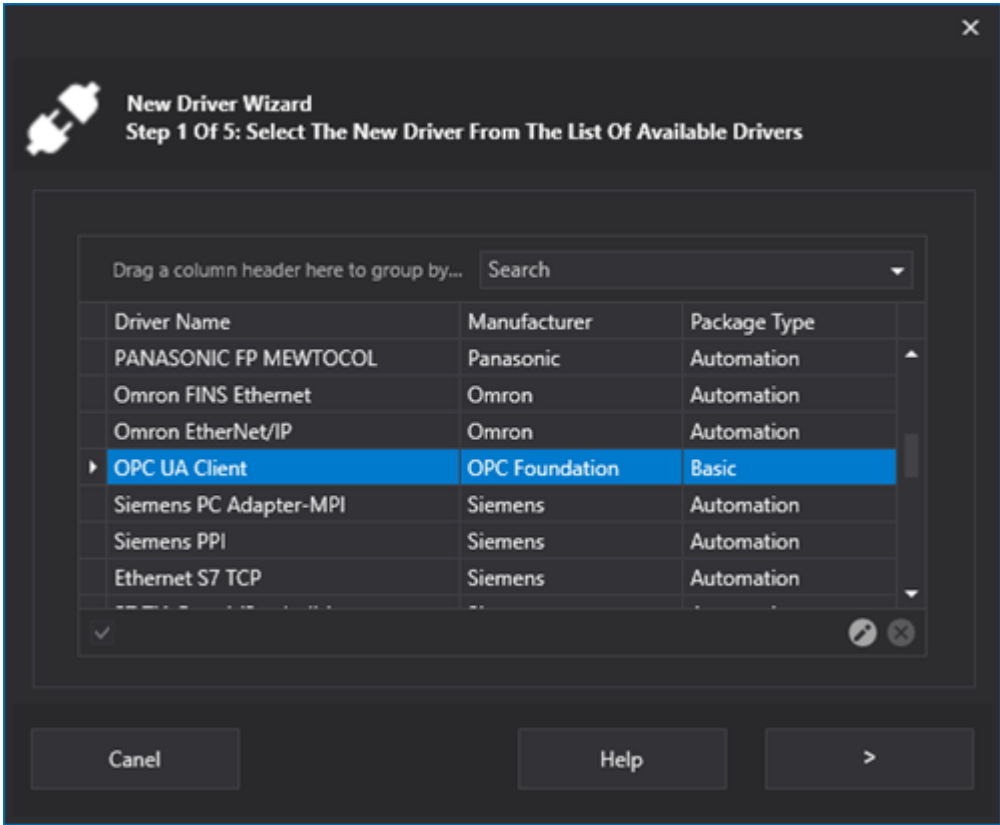 New Driver Wizard
Step 1 Of 5: Select The New Driver From The List Of Available Drivers
Drag a column header here to group by... Search
Driver Name Manufacturer Package Type
PANASONIC FP MEWTOCOL Panasonic Automation
Omron FINS Ethernet Omron Automation
Omron EtherNet/IP Omron Automation
OPC UA Client OPC Foundation Basic
Siemens PC Adapter-MPI Siemens Automation
Siemens PPI Siemens Automation
Ethernet S7 TCP Siemens Automation
Canel Help >